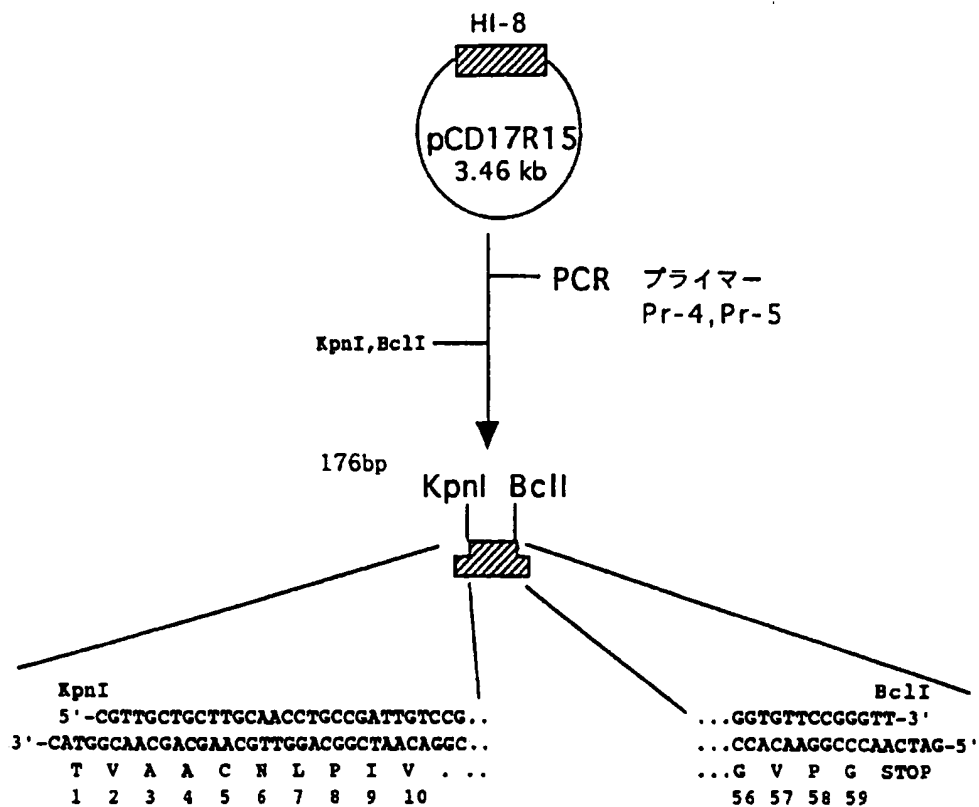 HI-8
pCD17R15
3.46 kb
PCR プライマー
Pr-4,Pr-5
KpnI,BclI
176bp
KpnI BclI
KpnI
5'-CGTTGCTGCTTGCAACCTGCCGATTGTCCG..
3'-CATGGCAACGACGAACGTTGGACGGCTAACAGGC..
T V A A C N L P I V . ..
1 2 3 4 5 6 7 8 9 10
BclI
...GGTGTTCCGGGTT-3'
...CCACAAGGCCCAACTAG-5'
...G V P G STOP
56 57 58 59